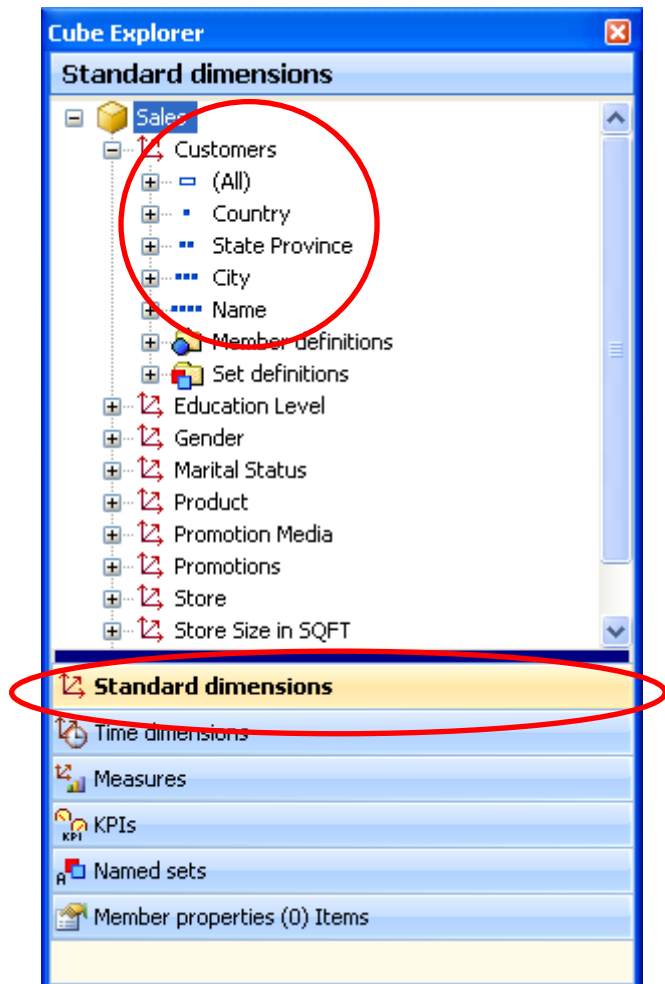 Cube Explorer
Standard dimensions
Sales
Customers
(All)
Country
State Province
City
Name
Member definitions
Set definitions
Education Level
Gender
Marital Status
Product
Promotion Media
Promotions
Store
Store Size in SQFT
Standard dimensions
Time dimensions
Measures
KPI KPIs
A Named sets
Member properties (0) Items